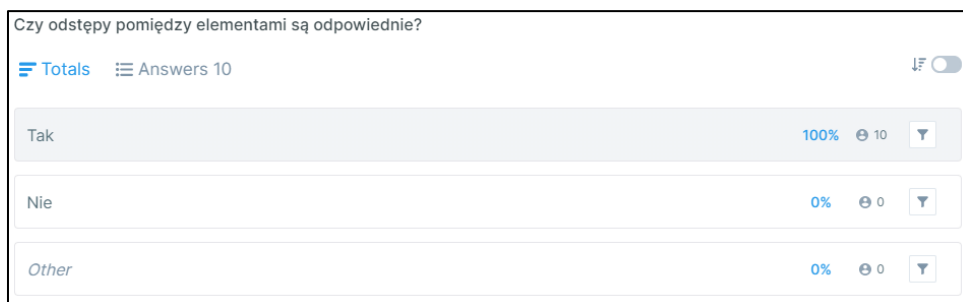 Czy odstępy pomiędzy elementami są odpowiednie?
Totals Answers 10
Tak 100% 10
Nie 0% 0
Other 0% 0